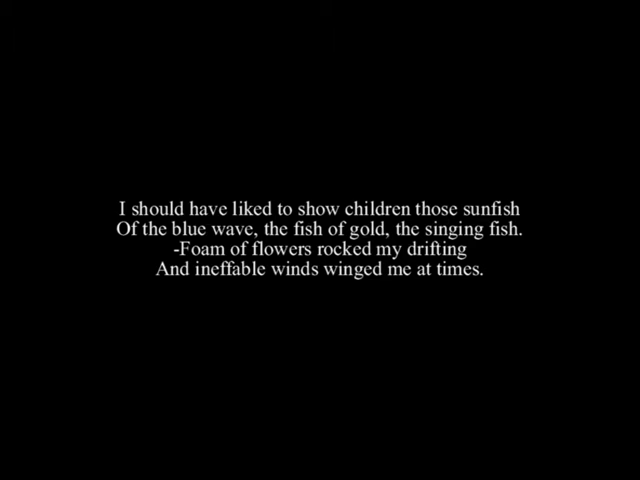 I should have liked to show children those sunfish
Of the blue wave, the fish of gold, the singing fish.
-Foam of flowers rocked my drifting
And ineffable winds winged me at times.